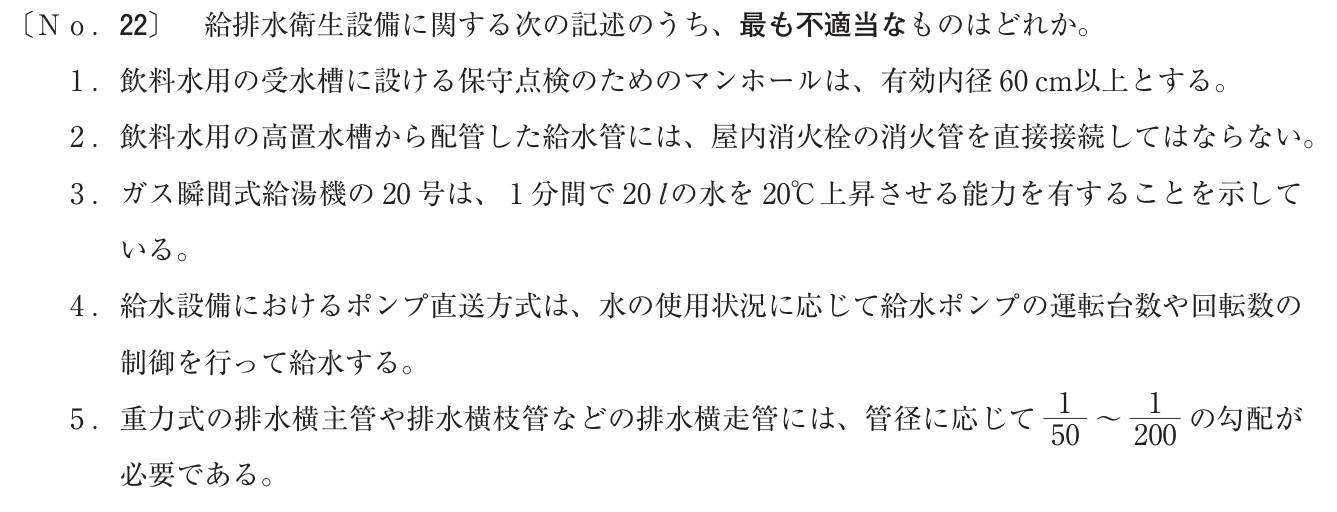 〔Ｎｏ．22〕　給排水衛生設備に関する次の記述のうち、最も不適当なものはどれか。
１．飲料水用の受水槽に設ける保守点検のためのマンホールは、有効内径 60 cm以上とする。
２．飲料水用の高置水槽から配管した給水管には、屋内消火栓の消火管を直接接続してはならない。
３．ガス瞬間式給湯機の 20 号は、１分間で 20 lの水を 20℃上昇させる能力を有することを示して
いる。
４．給水設備におけるポンプ直送方式は、水の使用状況に応じて給水ポンプの運転台数や回転数の
制御を行って給水する。
５．重力式の排水横主管や排水横枝管などの排水横走管には、管径に応じて 1/50 ～ 1/200 の勾配が
必要である。